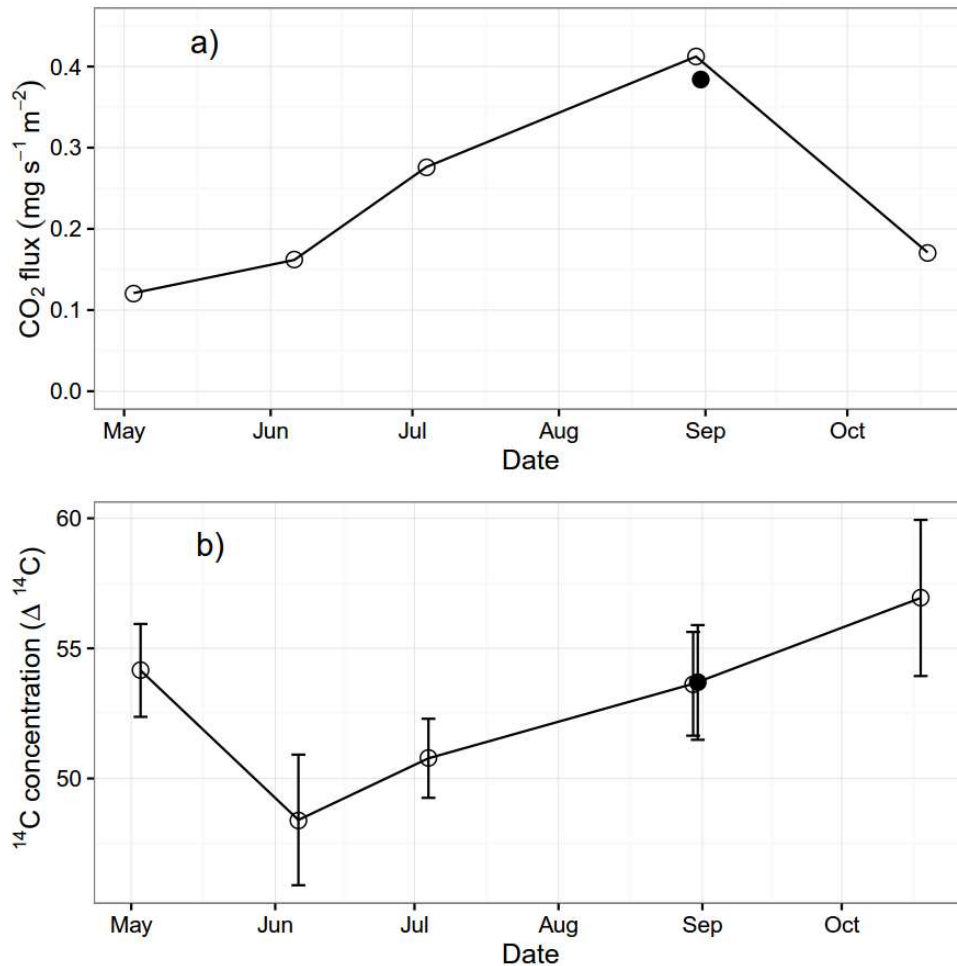 a)
CO₂ flux (mg s⁻¹ m⁻²)
0.4
0.3
0.2
0.1
0.0
May Jun Jul Aug Sep Oct
Date
b)
¹⁴C concentration (Δ ¹⁴C)
60
55
50
May Jun Jul Aug Sep Oct
Date